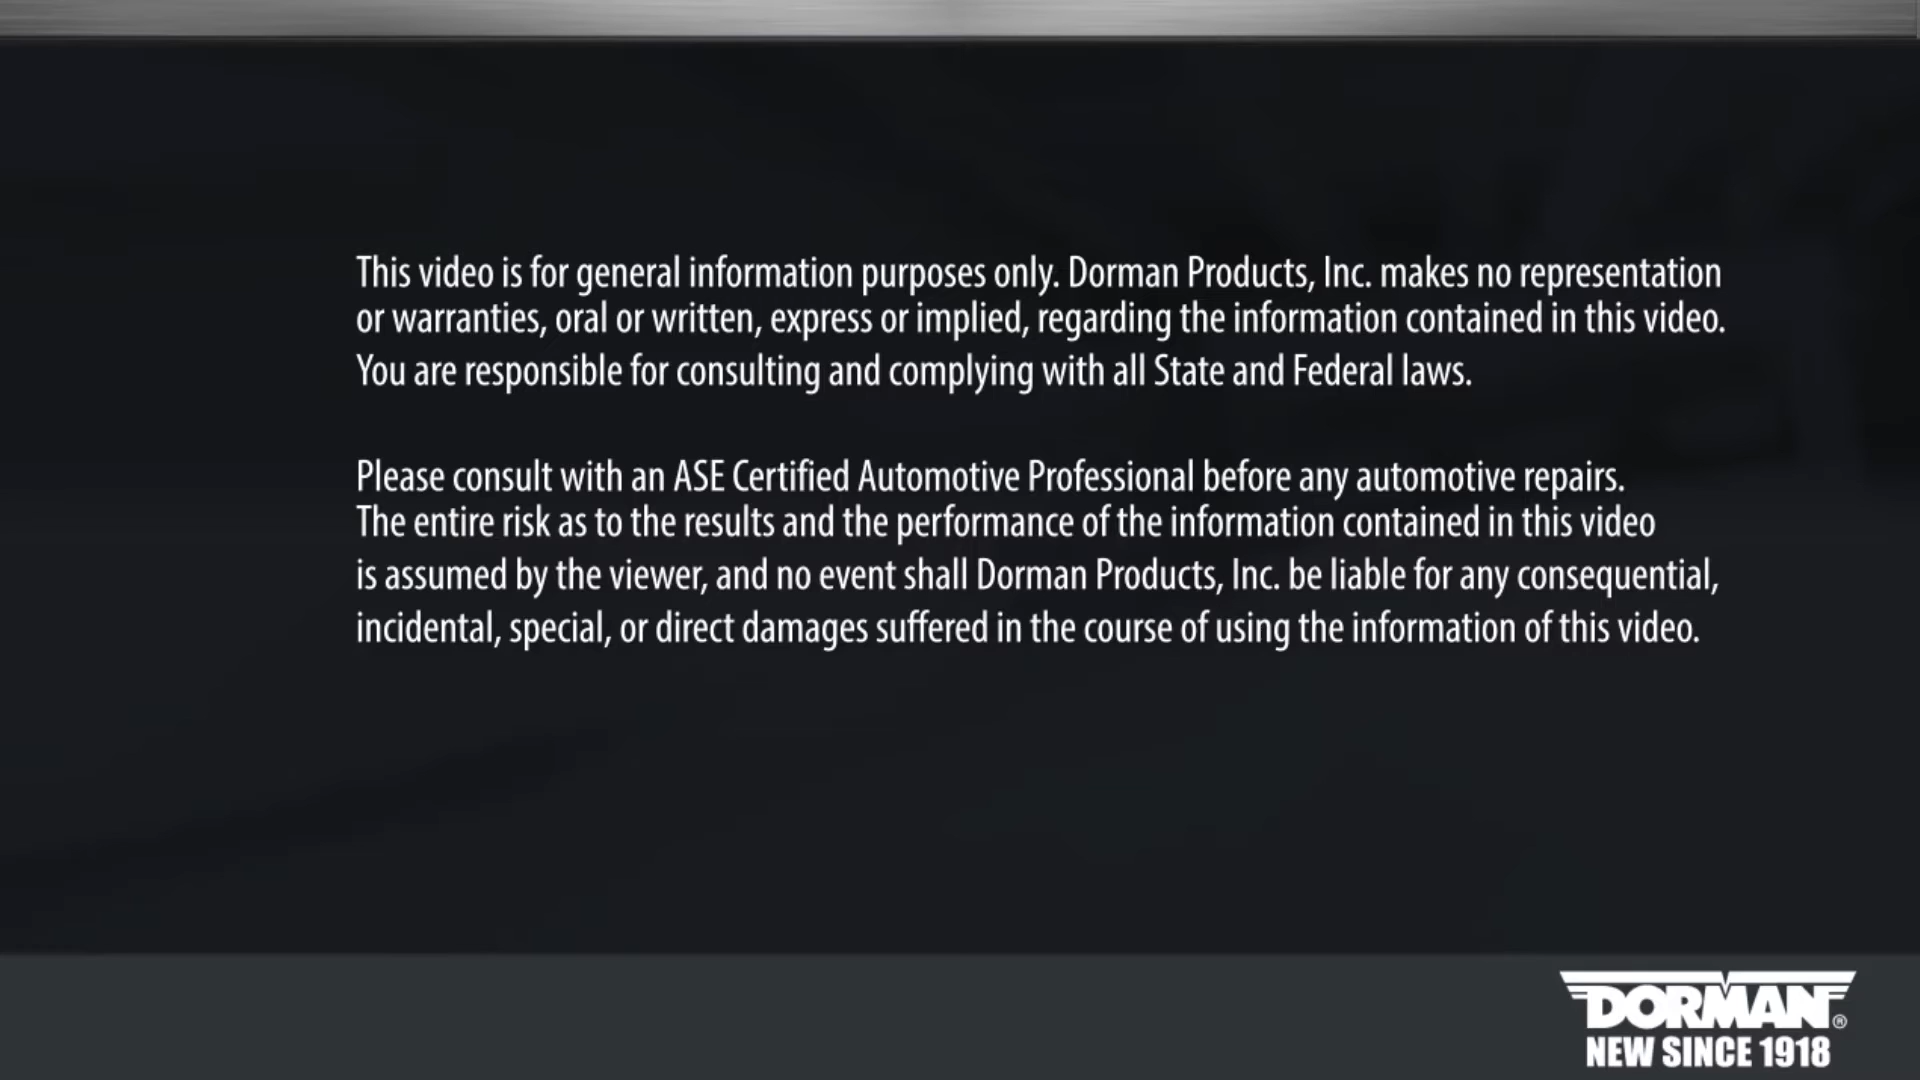 This video is for general information purposes only. Dorman Products, Inc. makes no representation
or warranties, oral or written, express or implied, regarding the information contained in this video.
You are responsible for consulting and complying with all State and Federal laws.
Please consult with an ASE Certified Automotive Professional before any automotive repairs.
The entire risk as to the results and the performance of the information contained in this video
is assumed by the viewer, and no event shall Dorman Products, Inc. be liable for any consequential,
incidental, special, or direct damages suffered in the course of using the information of this video.
DORMAN®
NEW SINCE 1918